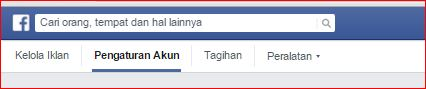 f Cari orang, tempat dan hal lainnya
Kelola Iklan Pengaturan Akun Tagihan Peralatan